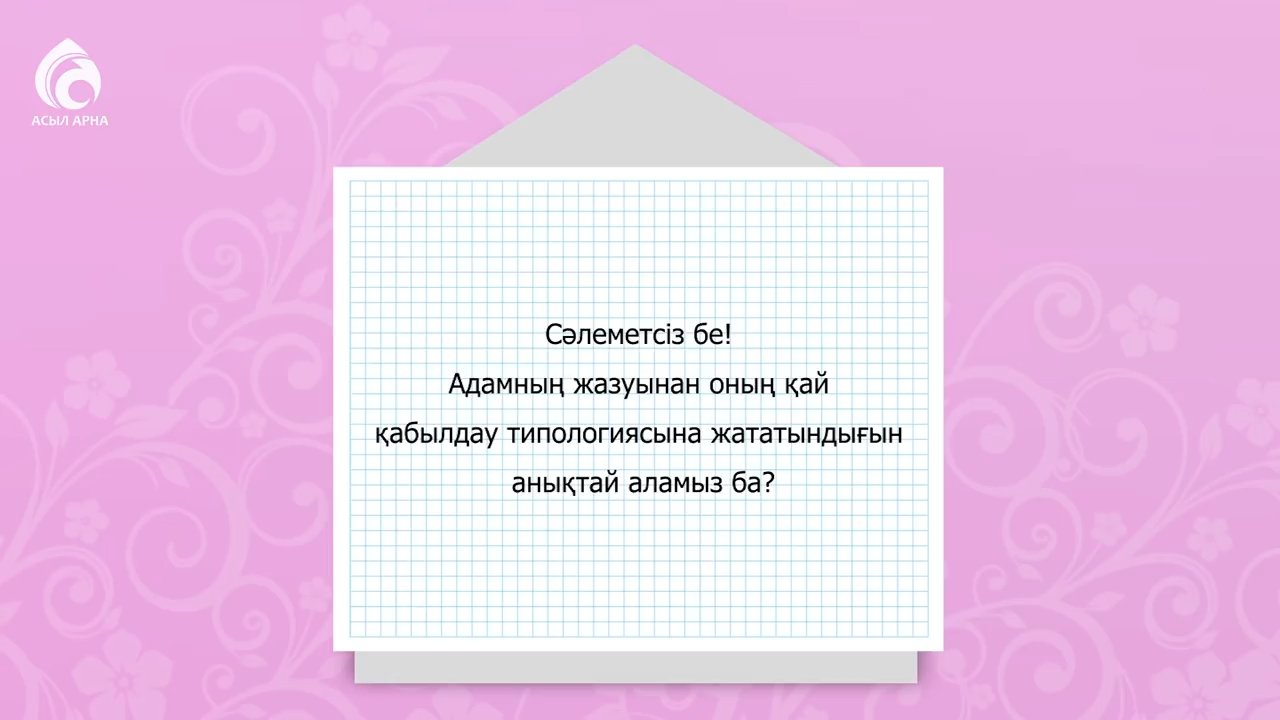 АСЫЛ АРНА
Сәлеметсіз бе!
Адамның жазуынан оның қай
қабылдау типологиясына жататындығын
анықтай аламыз ба?